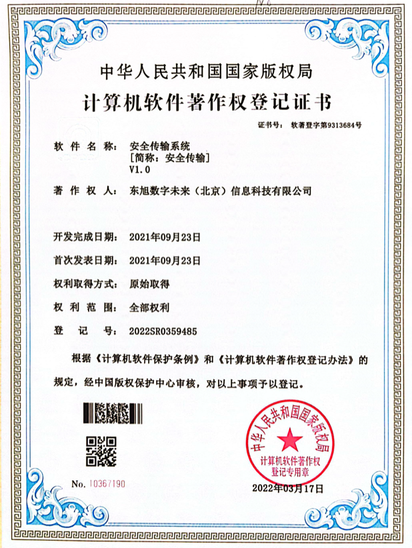 中华人民共和国国家版权局
计算机软件著作权登记证书
证书号： 软著登字第9313684号
软件名称： 安全传输系统
[简称：安全传输]
V1.0
著作权人： 东旭数字未来（北京）信息科技有限公司
开发完成日期： 2021年09月23日
首次发表日期： 2021年09月23日
权利取得方式： 原始取得
权利范围： 全部权利
登记号： 2022SR0359485
根据《计算机软件保护条例》和《计算机软件著作权登记办法》的
规定，经中国版权保护中心审核，对以上事项予以登记。
中华人民共和国国家版权局
计算机软件著作权
登记专用章
No. 10367190
2022年03月17日